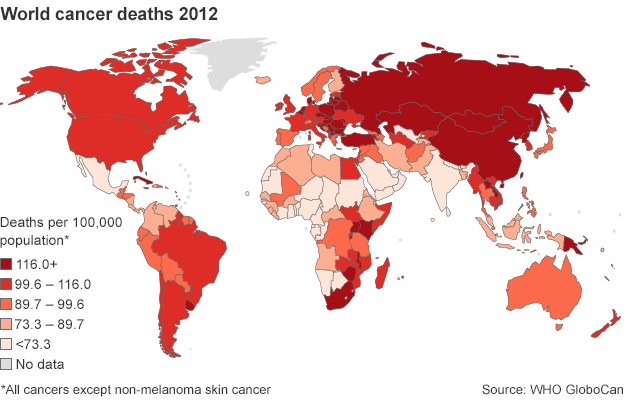 World cancer deaths 2012
Deaths per 100,000
population*
116.0+
99.6 – 116.0
89.7 – 99.6
73.3 – 89.7
<73.3
No data
*All cancers except non-melanoma skin cancer
Source: WHO GloboCan